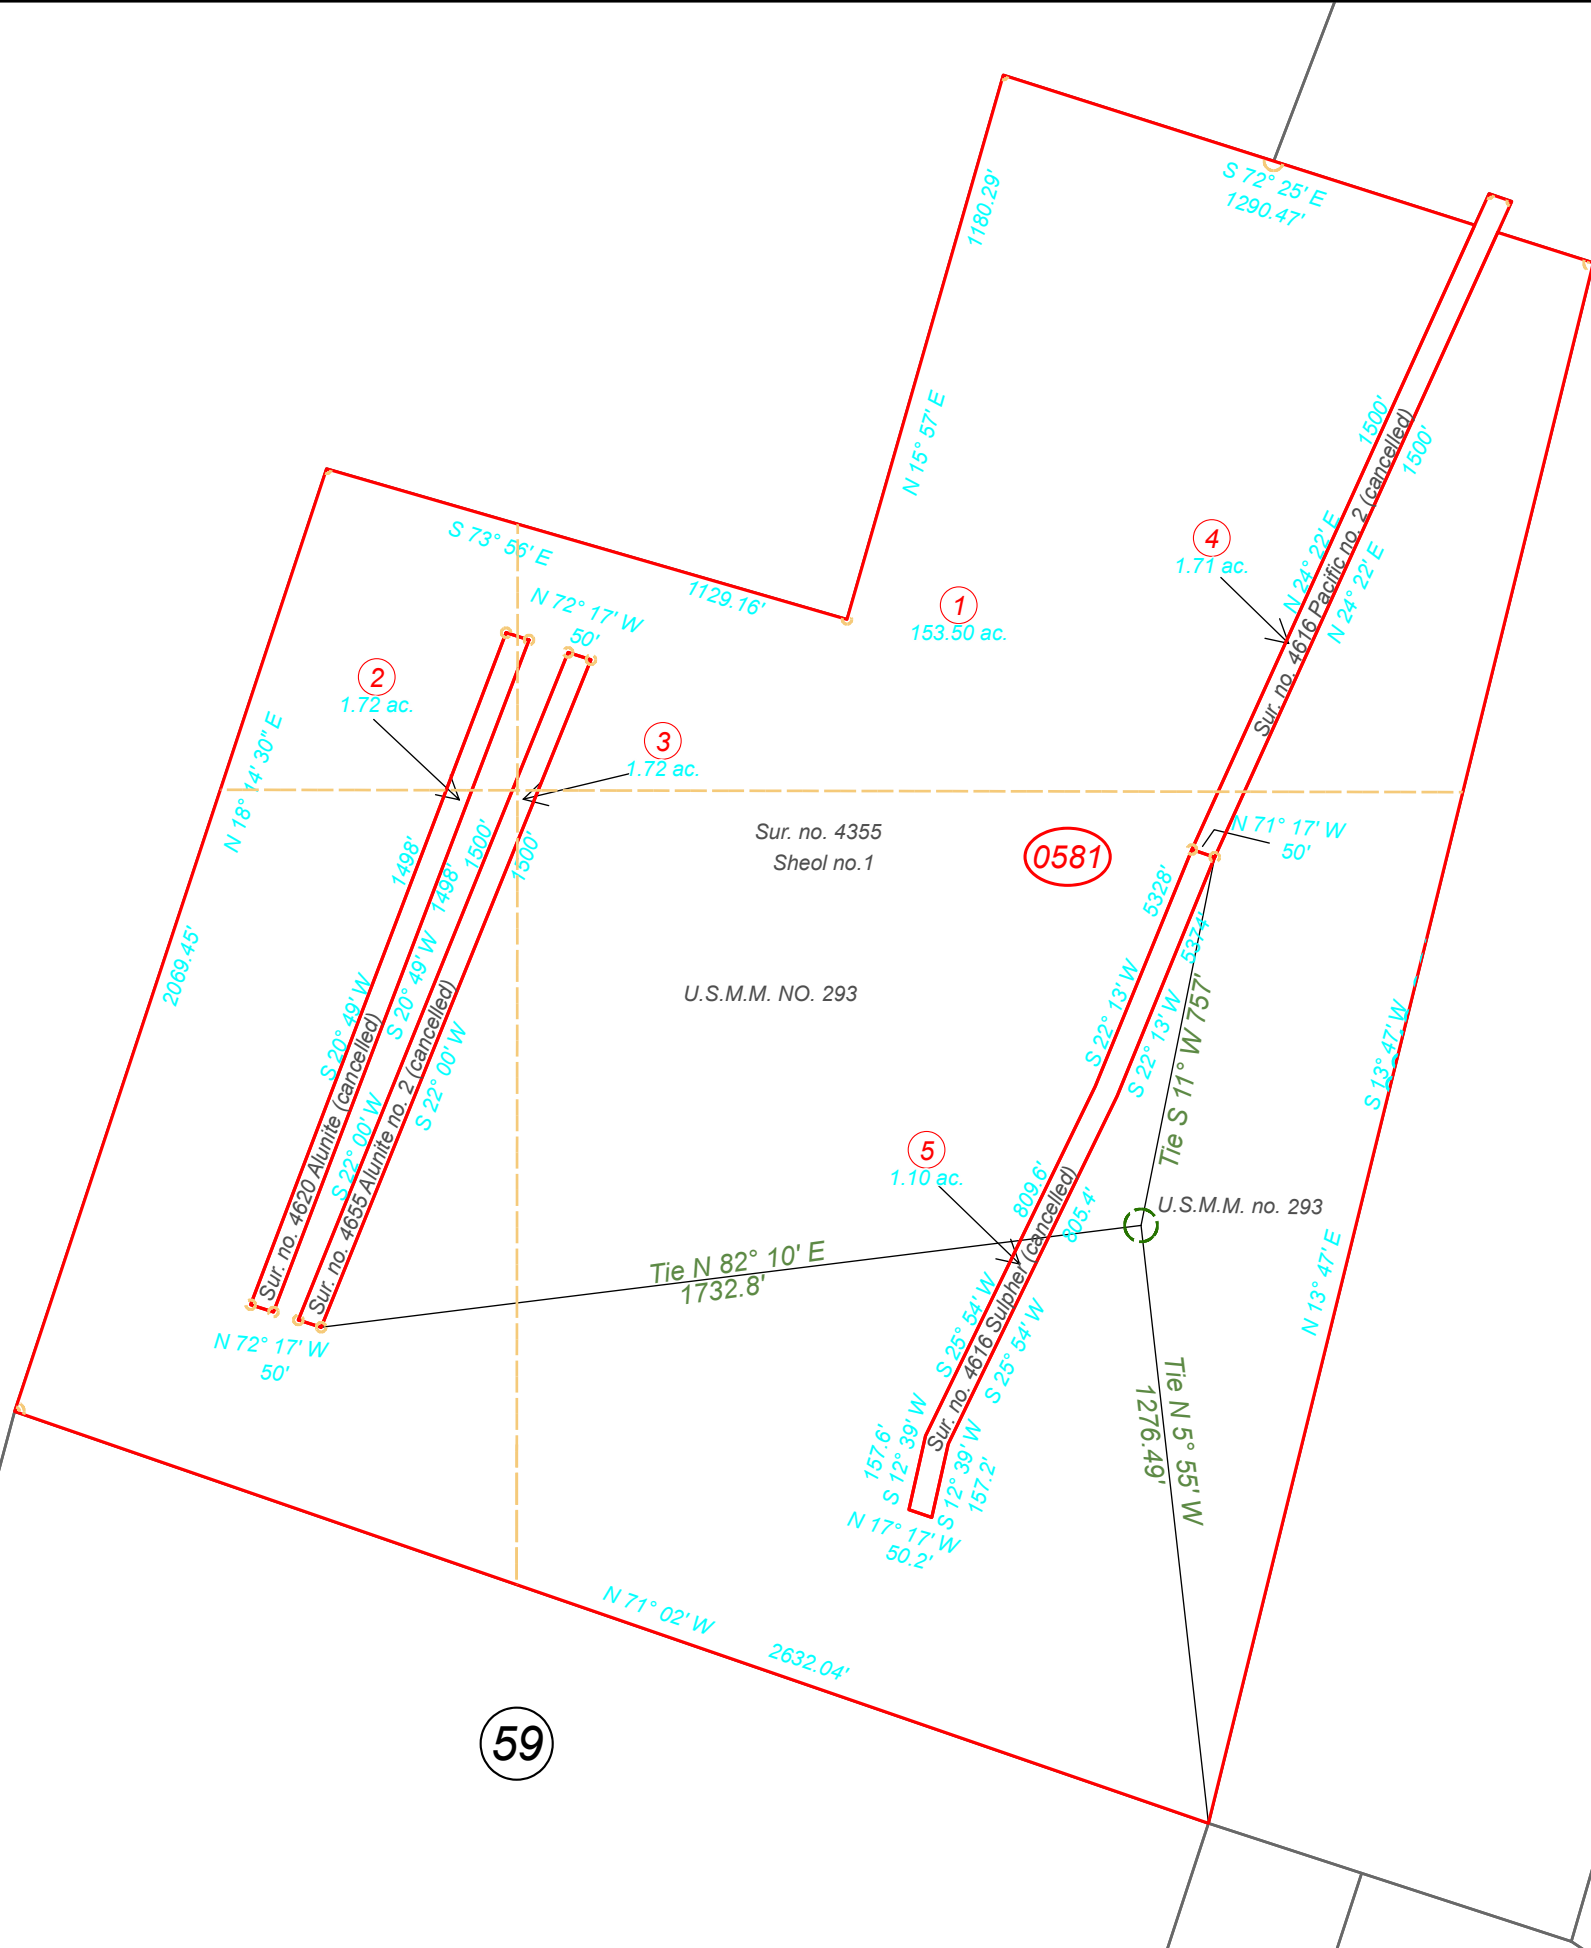 S 72° 25' E
1290.47'
1180.29'
N 15° 57' E
1500'
1500'
N 24° 22' E
N 24° 22' E
Sur. no. 4616 Pacific no. 2 (cancelled)
4
1.71 ac.
1
153.50 ac.
S 73° 56' E
1129.16'
N 72° 17' W
50'
2
1.72 ac.
3
1.72 ac.
N 18° 14' 30" E
2069.45'
1498'
1498'
1500'
1500'
S 20° 49' W
S 20° 49' W
S 22° 00' W
S 22° 00' W
Sur. no. 4620 Alunite (cancelled)
Sur. no. 4655 Alunite no. 2 (cancelled)
N 72° 17' W
50'
Sur. no. 4355
Sheol no.1
0581
N 71° 17' W
50'
U.S.M.M. NO. 293
5328'
5374'
S 22° 13' W
S 22° 13' W
Tie S 11° W 757'
S 13° 47' W
N 13° 47' E
5
1.10 ac.
809.6'
805.4'
U.S.M.M. no. 293
Tie N 82° 10' E
1732.8'
S 25° 54' W
S 25° 54' W
Sur. no. 4616 Sulpher (cancelled)
Tie N 5° 55' W
1276.49'
157.6'
S 12° 39' W
S 12° 39' W
157.2'
N 17° 17' W
50.2'
N 71° 02' W
2632.04'
59